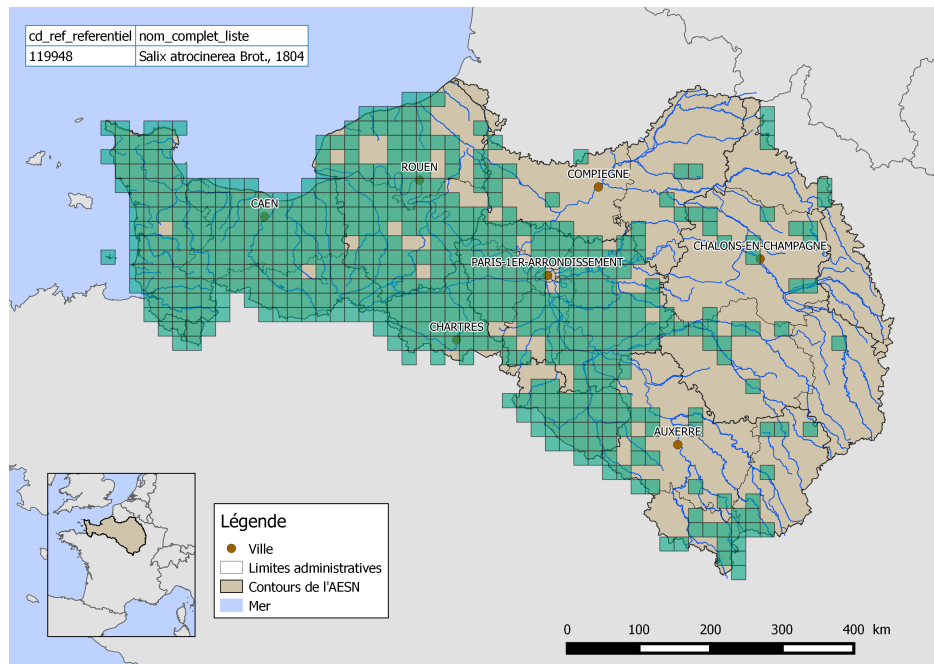 cd_ref_referentiel nom_complet_liste
119948 Salix atrocinerea Brot., 1804
ROUEN
COMPIEGNE
CAEN
CHALONS-EN-CHAMPAGNE
PARIS-1ER-ARRONDISSEMENT
CHARTRES
AUXERRE
Légende
Ville
Limites administratives
Contours de l'AESN
Mer
0 100 200 300 400 km